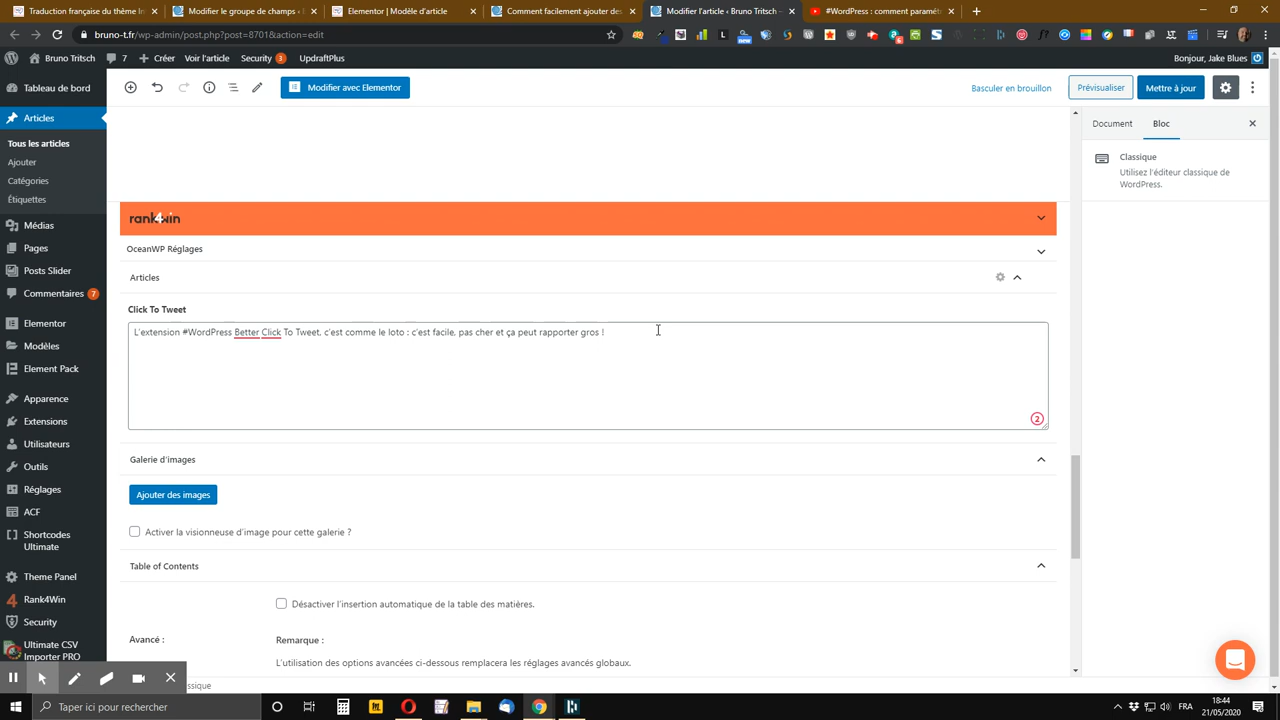 Traduction française du thèm
Modifier le groupe de champs
Elementor | Modèle d'article
Comment facilement ajouter des
Modifier l'article ‹ Bruno Tritsch —
#WordPress : comment paramét
bruno-t.fr/wp-admin/post.php?post=8701&action=edit
Bruno Tritsch
7
Créer
Voir l'article
Security 3
UpdraftPlus
Bonjour, Jake Blues
Tableau de bord
Articles
Tous les articles
Ajouter
Catégories
Étiquettes
Médias
Pages
Posts Slider
Commentaires 7
Elementor
Modèles
Element Pack
Apparence
Extensions
Utilisateurs
Outils
Réglages
ACF
Shortcodes
Ultimate
Theme Panel
Rank4Win
Security
Ultimate CSV
Importer PRO
Modifier avec Elementor
Basculer en brouillon
Prévisualiser
Mettre à jour
Document
Bloc
Classique
Utilisez l'éditeur classique de
WordPress.
rank4win
OceanWP Réglages
Articles
Click To Tweet
L'extension #WordPress Better Click To Tweet, c'est comme le loto : c'est facile, pas cher et ça peut rapporter gros !
2
Galerie d'images
Ajouter des images
Activer la visionneuse d'image pour cette galerie ?
Table of Contents
Désactiver l'insertion automatique de la table des matières.
Avancé :
Remarque :
L'utilisation des options avancées ci-dessous remplacera les réglages avancés globaux.
ssique
Taper ici pour rechercher
FRA
18:44
21/05/2020